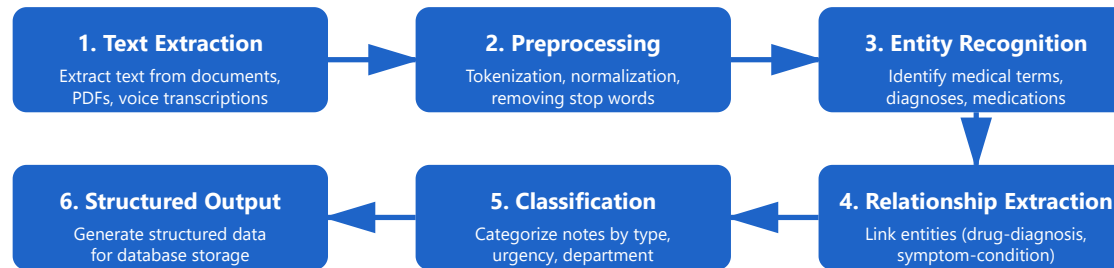 1. Text Extraction
Extract text from documents,
PDFs, voice transcriptions
2. Preprocessing
Tokenization, normalization,
removing stop words
3. Entity Recognition
Identify medical terms,
diagnoses, medications
4. Relationship Extraction
Link entities (drug-diagnosis,
symptom-condition)
5. Classification
Categorize notes by type,
urgency, department
6. Structured Output
Generate structured data
for database storage